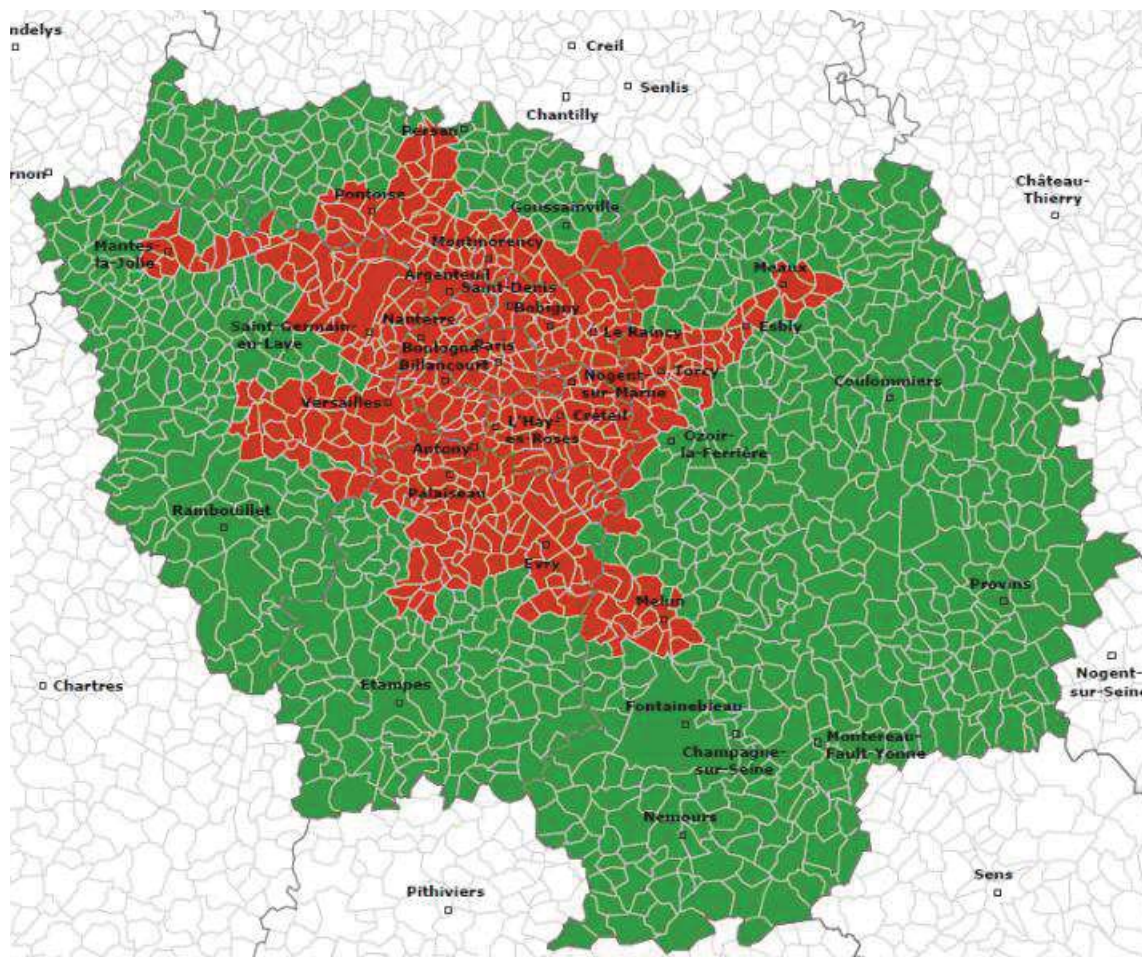 ndelys
Creil
Senlis
Chantilly
Persan
rnon
Château-
Thierry
Pontoise
Goussainville
Mantes-
la-Jolie
Montmorency
Meaux
Argenteuil
Saint-Denis
Bobigny
Saint-Germain-
en-Laye
Nanterre
Le Raincy
Esbly
Boulogne-
Billancourt
Paris
Nogent-
sur-Marne
Torcy
Coulommiers
Versailles
L'Hay-
es-Roses
Créteil
Antony
Ozoir-
la-Ferrière
Palaiseau
Rambouillet
Evry
Provins
Melun
Chartres
Etampes
Nogent-
sur-Seine
Fontainebleau
Champagne-
sur-Seine
Montereau-
Fault-Yonne
Nemours
Pithiviers
Sens